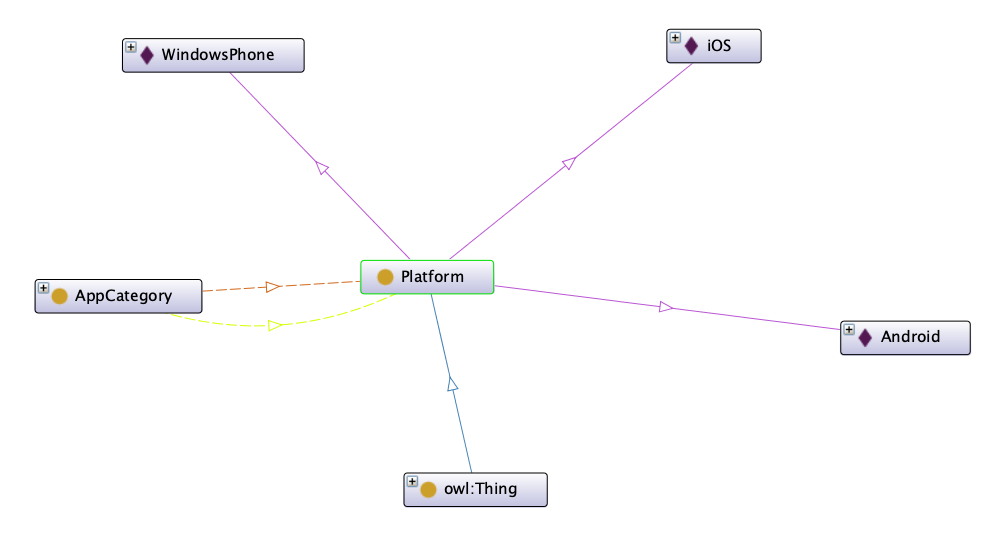 WindowsPhone
iOS
Platform
AppCategory
Android
owl:Thing